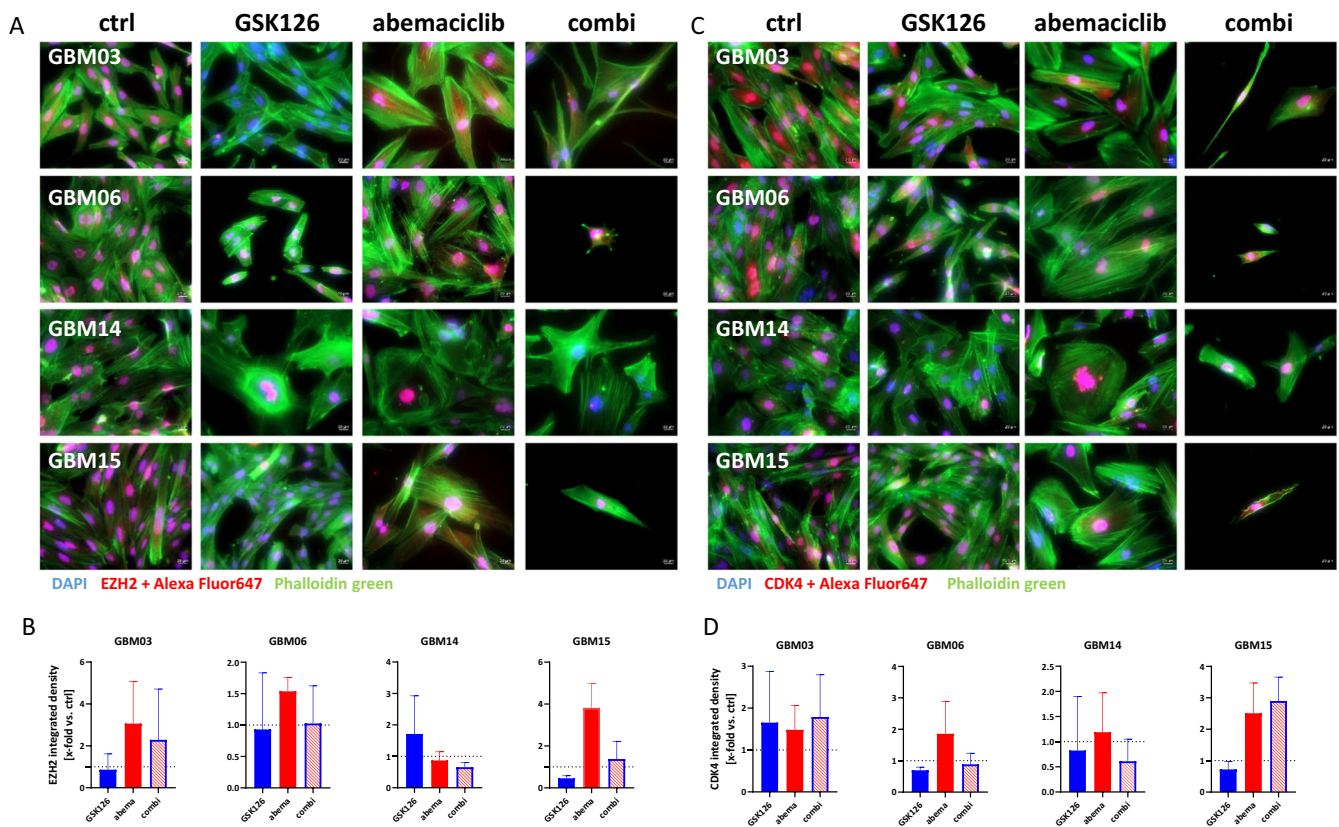 A
ctrl GSK126 abemaciclib combi
GBM03
GBM06
GBM14
GBM15
DAPI EZH2 + Alexa Fluor647 Phalloidin green
C
ctrl GSK126 abemaciclib combi
GBM03
GBM06
GBM14
GBM15
DAPI CDK4 + Alexa Fluor647 Phalloidin green
B
EZH2 integrated density
[x-fold vs. ctrl]
GBM03
6
4
2
0
GSK126 abema combi
GBM06
2.0
1.5
1.0
0.5
0.0
GSK126 abema combi
GBM14
4
3
2
1
0
GSK126 abema combi
GBM15
6
4
2
0
GSK126 abema combi
D
CDK4 integrated density
[x-fold vs. ctrl]
GBM03
3
2
1
0
GSK126 abema combi
GBM06
4
3
2
1
0
GSK126 abema combi
GBM14
2.5
2.0
1.5
1.0
0.5
0.0
GSK126 abema combi
GBM15
4
3
2
1
0
GSK126 abema combi